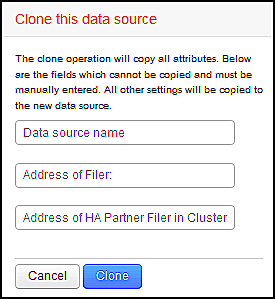 Clone this data source
The clone operation will copy all attributes. Below
are the fields which cannot be copied and must be
manually entered. All other settings will be copied to
the new data source.
Data source name
Address of Filer:
Address of HA Partner Filer in Cluster
Cancel
Clone